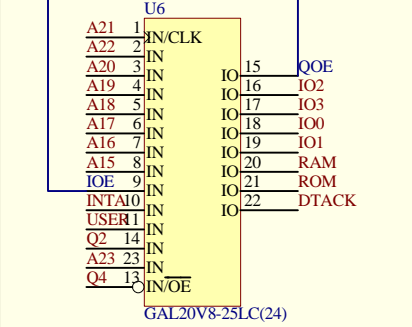 U6
A21 1 IN/CLK
A22 2 IN
A20 3 IN IO 15 QOE
A19 4 IN IO 16 IO2
A18 5 IN IO 17 IO3
A17 6 IN IO 18 IO0
A16 7 IN IO 19 IO1
A15 8 IN IO 20 RAM
IOE 9 IN IO 21 ROM
INTA 10 IN IO 22 DTACK
USER 11 IN
Q2 14 IN
A23 23 IN
Q4 13 IN/OE
GAL20V8-25LC(24)